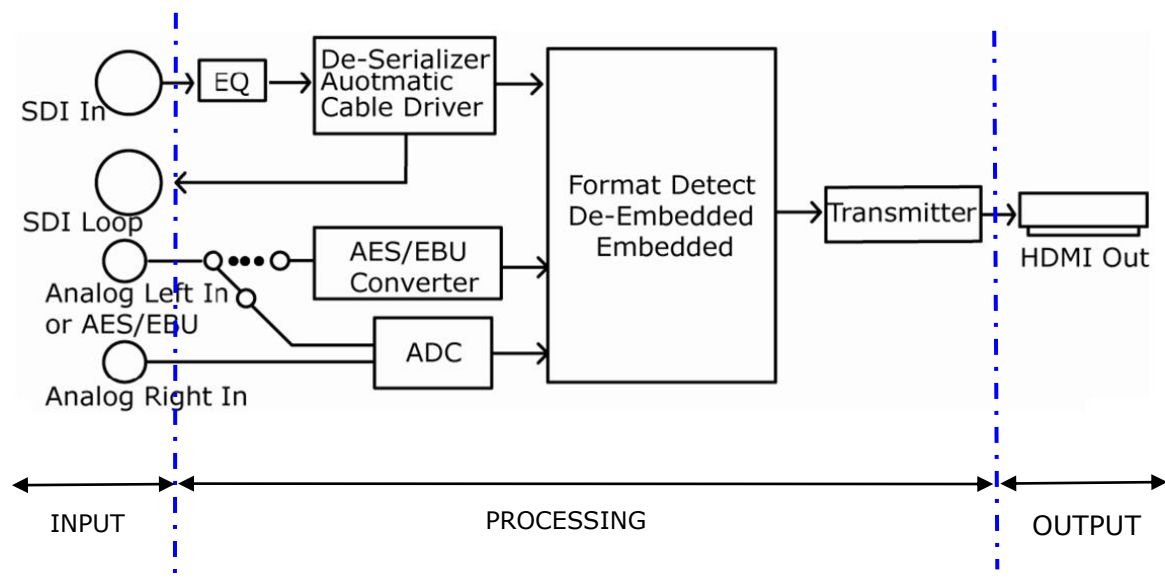 SDI In
EQ
De-Serializer
Auotmatic
Cable Driver
SDI Loop
Analog Left In
or AES/EBU
AES/EBU
Converter
Analog Right In
ADC
Format Detect
De-Embedded
Embedded
Transmitter
HDMI Out
INPUT
PROCESSING
OUTPUT